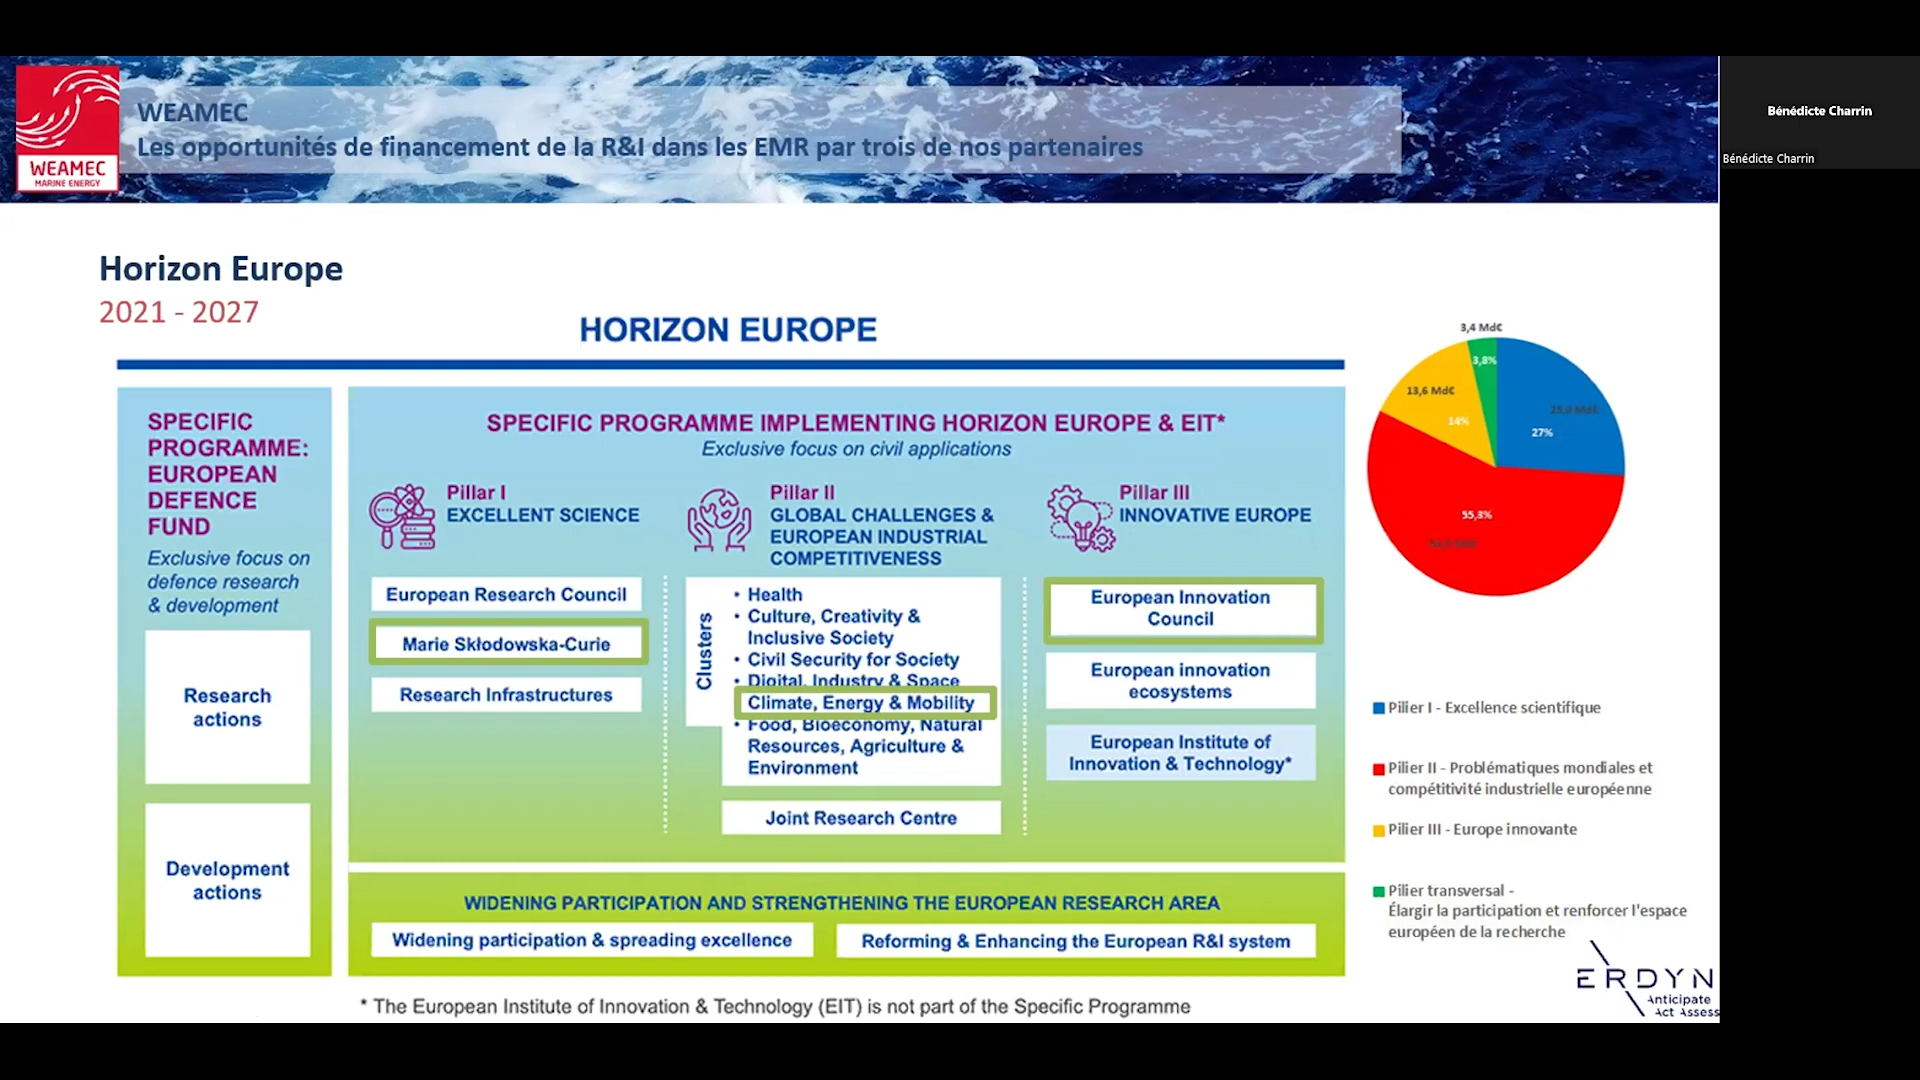 WEAMEC
Les opportunités de financement de la R&I dans les EMR par trois de nos partenaires
WEAMEC
MARINE ENERGY
Bénédicte Charrin
Bénédicte Charrin
Horizon Europe
2021 - 2027
HORIZON EUROPE
SPECIFIC
PROGRAMME:
EUROPEAN
DEFENCE
FUND
Exclusive focus on
defence research
& development
Research
actions
Development
actions
SPECIFIC PROGRAMME IMPLEMENTING HORIZON EUROPE & EIT*
Exclusive focus on civil applications
Pillar I
EXCELLENT SCIENCE
European Research Council
Marie Skłodowska-Curie
Research Infrastructures
Pillar II
GLOBAL CHALLENGES &
EUROPEAN INDUSTRIAL
COMPETITIVENESS
Clusters
• Health
• Culture, Creativity &
Inclusive Society
• Civil Security for Society
• Digital, Industry & Space
Climate, Energy & Mobility
• Food, Bioeconomy, Natural
Resources, Agriculture &
Environment
Joint Research Centre
Pillar III
INNOVATIVE EUROPE
European Innovation
Council
European innovation
ecosystems
European Institute of
Innovation & Technology*
WIDENING PARTICIPATION AND STRENGTHENING THE EUROPEAN RESEARCH AREA
Widening participation & spreading excellence
Reforming & Enhancing the European R&I system
* The European Institute of Innovation & Technology (EIT) is not part of the Specific Programme
3,4 Md€
3,8%
13,6 Md€
14%
27%
55,3%
Pilier I - Excellence scientifique
Pilier II - Problématiques mondiales et
compétitivité industrielle européenne
Pilier III - Europe innovante
Pilier transversal -
Élargir la participation et renforcer l'espace
européen de la recherche
ERDYN
Anticipate
Act Assess